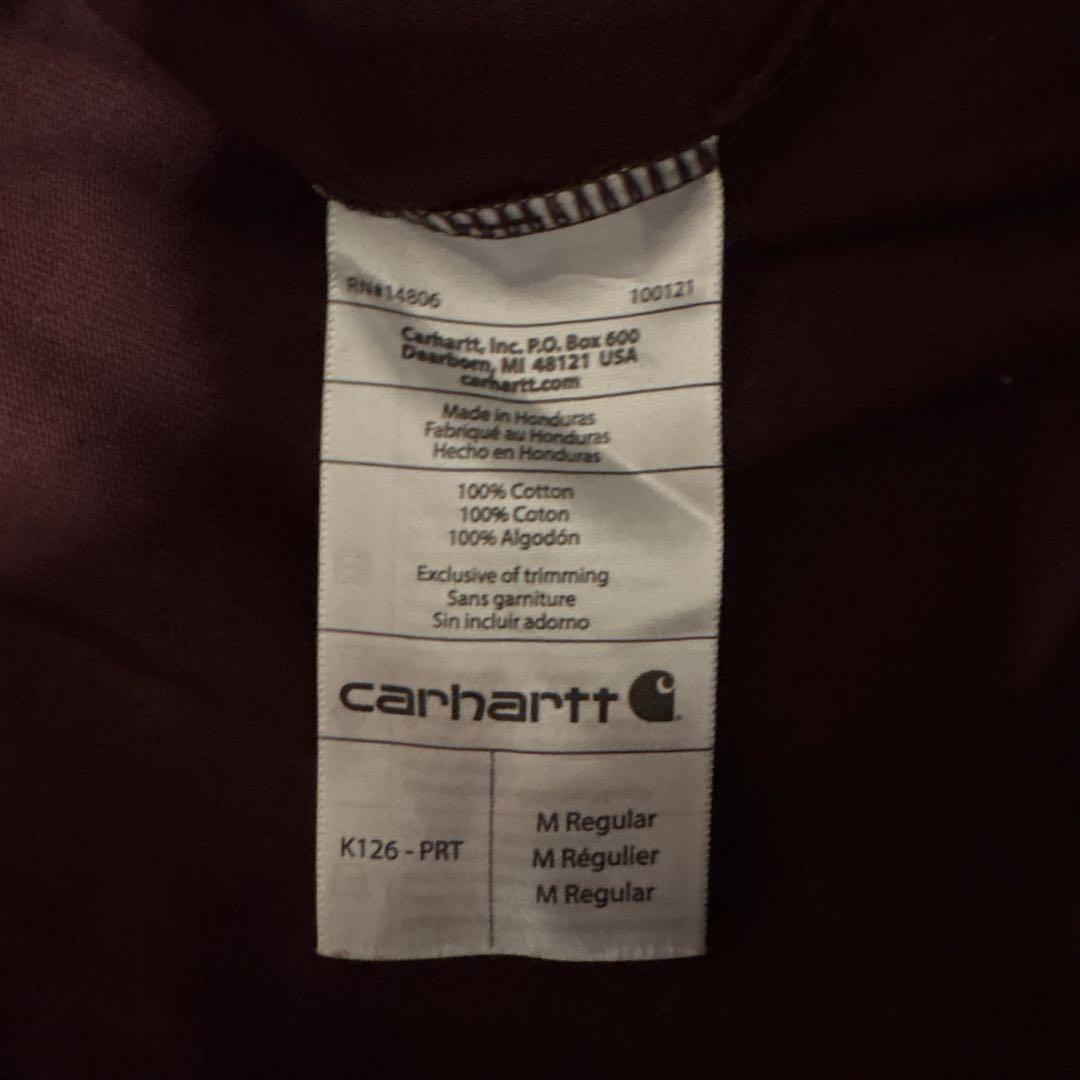 RN#14806 100121
Carhartt, Inc. P.O. Box 600
Dearborn, MI 48121 USA
carhartt.com
Made in Honduras
Fabriqué au Honduras
Hecho en Honduras
100% Cotton
100% Coton
100% Algodón
Exclusive of trimming
Sans garniture
Sin incluir adorno
carhartt
K126 - PRT
M Regular
M Régulier
M Regular